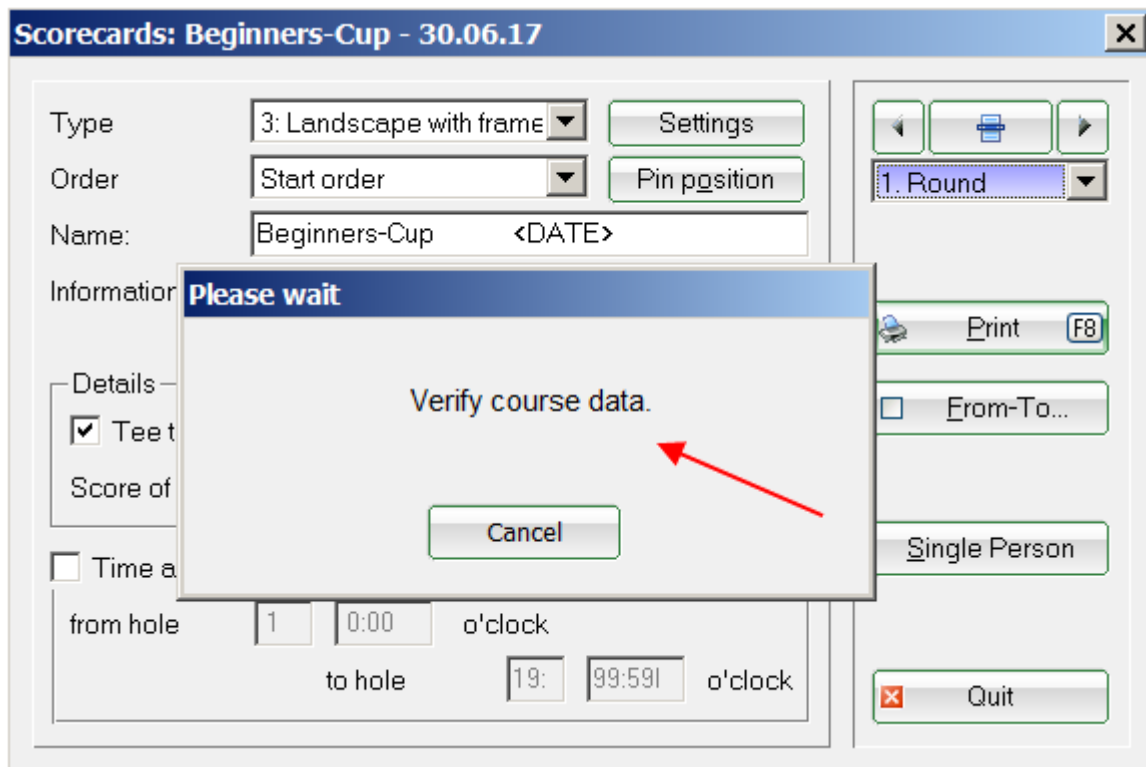 Scorecards: Beginners-Cup - 30.06.17
Type 3: Landscape with frame Settings
Order Start order Pin position
1. Round
Name: Beginners-Cup <DATE>
Information
Please wait
Verify course data.
Cancel
Print F8
Details
From-To...
Tee t
Score of
Single Person
Time a
from hole 1 0:00 o'clock
to hole 19: 99:59 o'clock
Quit